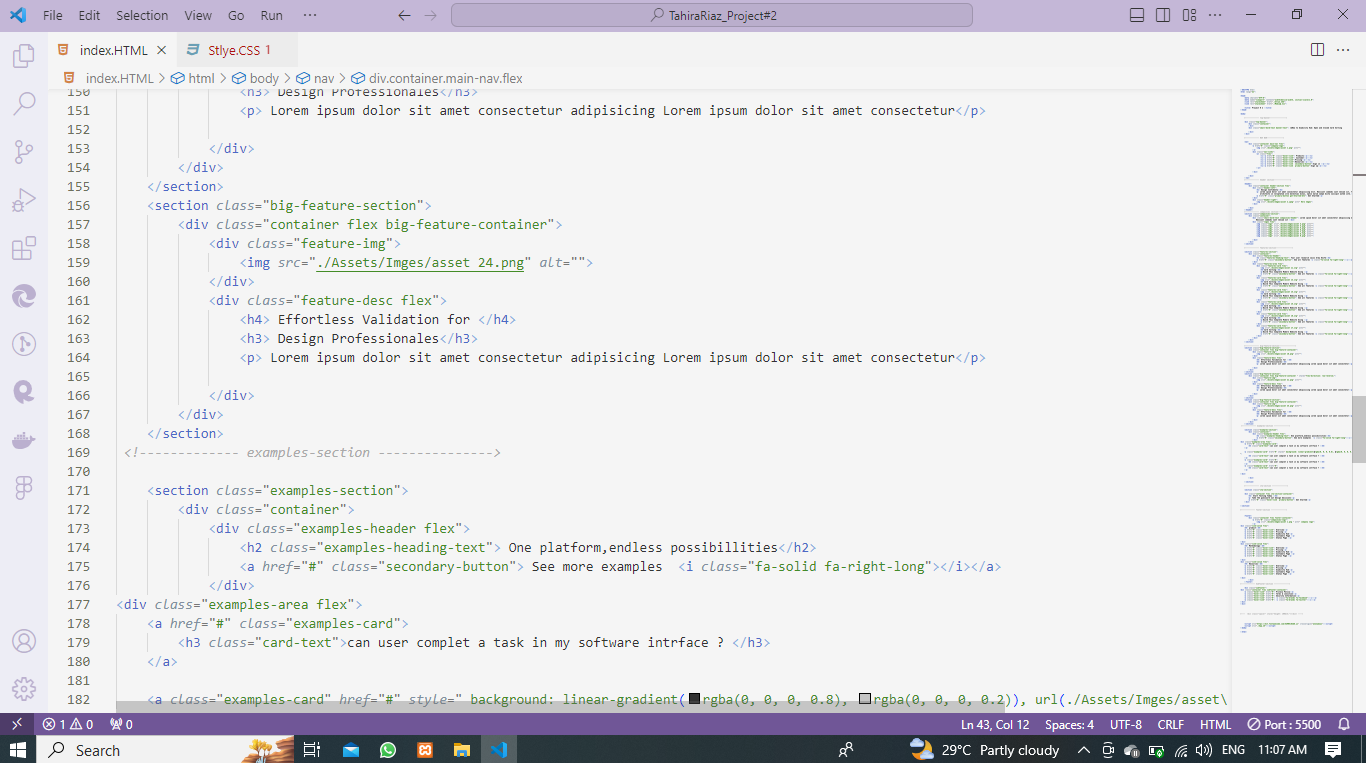 File Edit Selection View Go Run ··· TahiraRiaz_Project#2
index.HTML Stlye.CSS 1
index.HTML > html > body > nav > div.container.main-nav.flex
150 <h3> Design Professionales</h3>
151 <p> Lorem ipsum dolor sit amet consectetur adipisicing Lorem ipsum dolor sit amet consectetur</p>
152
153 </div>
154 </div>
155 </section>
156 <section class="big-feature-section">
157 <div class="container flex big-feature-container">
158 <div class="feature-img">
159 <img src="./Assets/Imges/asset 24.png" alt="">
160 </div>
161 <div class="feature-desc flex">
162 <h4> Effortless Validation for </h4>
163 <h3> Design Professionales</h3>
164 <p> Lorem ipsum dolor sit amet consectetur adipisicing Lorem ipsum dolor sit amet consectetur</p>
165
166 </div>
167 </div>
168 </section>
169 <!------------- examples-section --------------->
170
171 <section class="examples-section">
172 <div class="container">
173 <div class="examples-header flex">
174 <h2 class="examples-heading-text"> One platform,endless possibillities</h2>
175 <a href="#" class="secondary-button"> See more examples <i class="fa-solid fa-right-long"></i></a>
176 </div>
177 <div class="examples-area flex">
178 <a href="#" class="examples-card">
179 <h3 class="card-text">can user complet a task in my software intrface ? </h3>
180 </a>
181
182 <a class="examples-card" href="#" style=" background: linear-gradient(rgba(0, 0, 0, 0.8), rgba(0, 0, 0, 0.2)), url(./Assets/Imges/asset\
1 0 0 Ln 43, Col 12 Spaces: 4 UTF-8 CRLF HTML Port : 5500
Search 29°C Partly cloudy ENG 11:07 AM